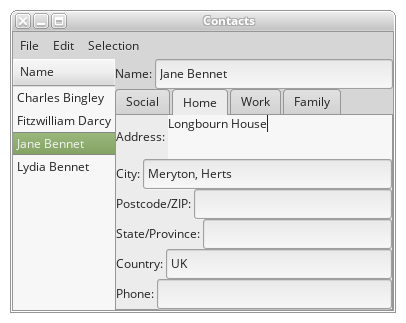 Contacts
File Edit Selection
Name
Charles Bingley
Fitzwilliam Darcy
Jane Bennet
Lydia Bennet
Name: Jane Bennet
Social Home Work Family
Address: Longbourn House
City: Meryton, Herts
Postcode/ZIP:
State/Province:
Country: UK
Phone: